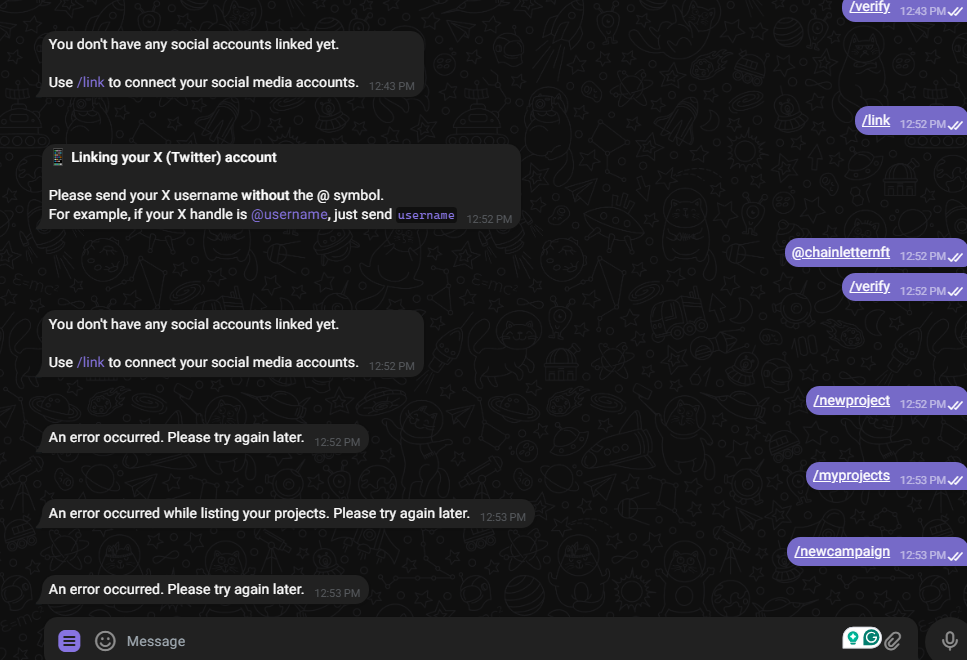 /verify 12:43 PM
You don't have any social accounts linked yet.
Use /link to connect your social media accounts. 12:43 PM
/link 12:52 PM
Linking your X (Twitter) account
Please send your X username without the @ symbol.
For example, if your X handle is @username, just send username 12:52 PM
@chainletternft 12:52 PM
/verify 12:52 PM
You don't have any social accounts linked yet.
Use /link to connect your social media accounts. 12:52 PM
/newproject 12:52 PM
An error occurred. Please try again later. 12:52 PM
/myprojects 12:53 PM
An error occurred while listing your projects. Please try again later. 12:53 PM
/newcampaign 12:53 PM
An error occurred. Please try again later. 12:53 PM
Message